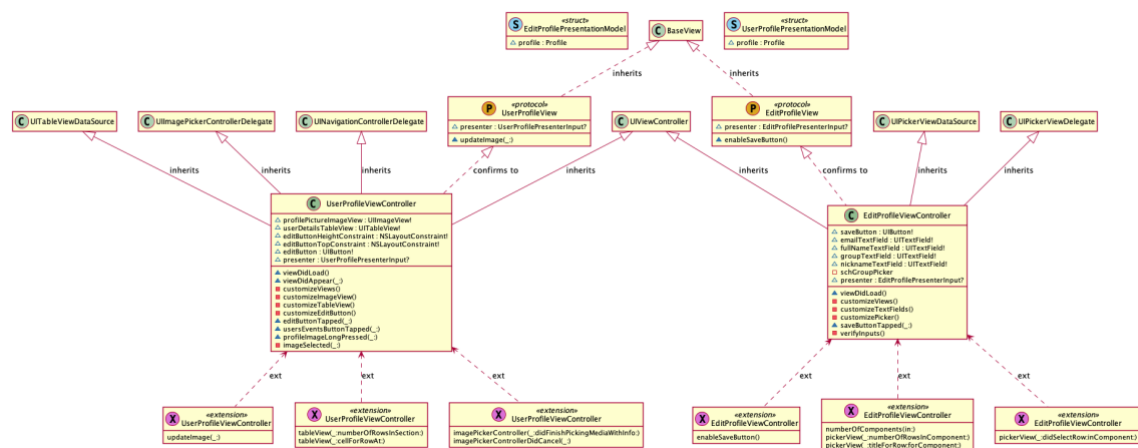 S «struct»
EditProfilePresentationModel
profile : Profile
C BaseView
S «struct»
UserProfilePresentationModel
profile : Profile
inherits
inherits
C UITableViewDataSource
C UIImagePickerControllerDelegate
C UINavigationControllerDelegate
P «protocol»
UserProfileView
presenter : UserProfilePresenterInput?
updateImage(_:)
C UIViewController
P «protocol»
EditProfileView
presenter : EditProfilePresenterInput?
enableSaveButton()
C UIPickerViewDataSource
C UIPickerViewDelegate
inherits
inherits
inherits
confirms to
inherits
inherits
confirms to
inherits
inherits
C UserProfileViewController
profilePictureImageView : UIImageView!
userDetailsTableView : UITableView!
editButtonHeightConstraint : NSLayoutConstraint!
editButtonTopConstraint : NSLayoutConstraint!
editButton : UIButton!
presenter : UserProfilePresenterInput?
viewDidLoad()
viewDidAppear(_:)
customizeViews()
customizeImageView()
customizeTableView()
customizeEditButton()
editButtonTapped(_:)
usersEventsButtonTapped(_:)
profileImageLongPressed(_:)
imageSelected(_:)
C EditProfileViewController
saveButton : UIButton!
emailTextField : UITextField!
fullNameTextField : UITextField!
groupTextField : UITextField!
nicknameTextField : UITextField!
schGroupPicker
presenter : EditProfilePresenterInput?
viewDidLoad()
customizeViews()
customizeTextFields()
customizePicker()
saveButtonTapped(_:)
verifyInputs()
ext
ext
ext
ext
ext
ext
X «extension»
UserProfileViewController
updateImage(_:)
X «extension»
UserProfileViewController
tableView(_:numberOfRowsInSection:)
tableView(_:cellForRowAt:)
X «extension»
UserProfileViewController
imagePickerController(_:didFinishPickingMediaWithInfo:)
imagePickerControllerDidCancel(_:)
X «extension»
EditProfileViewController
enableSaveButton()
X «extension»
EditProfileViewController
numberOfComponents(in:)
pickerView(_:numberOfRowsInComponent:)
pickerView(_:titleForRow:forComponent:)
X «extension»
EditProfileViewController
pickerView(_:didSelectRow:inComponent:)